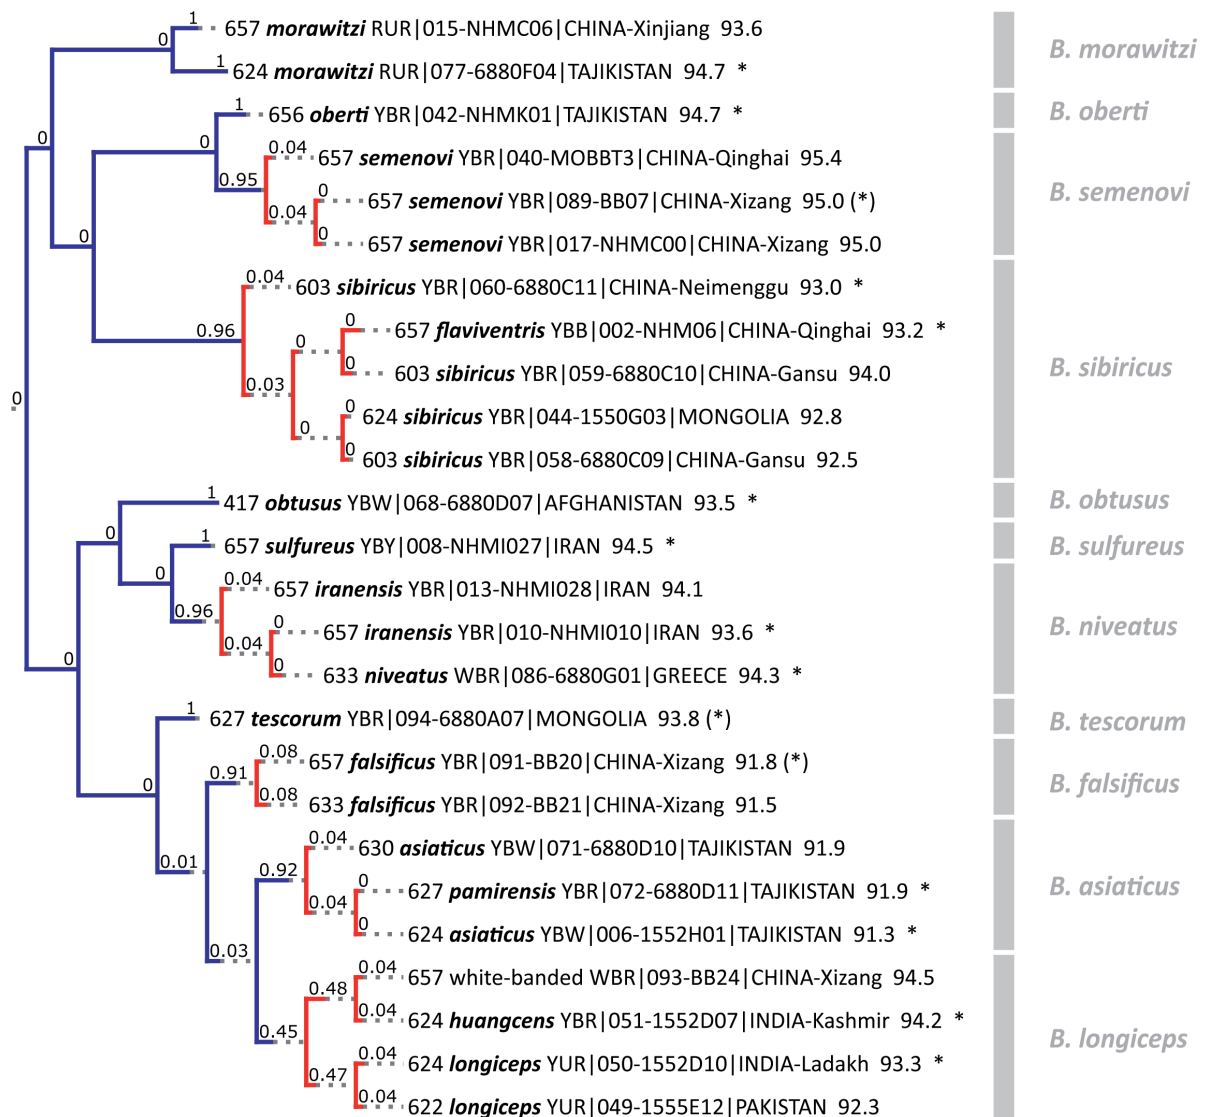 1
657 morawitzi RUR|015-NHMC06|CHINA-Xinjiang 93.6
0
B. morawitzi
1
624 morawitzi RUR|077-6880F04|TAJIKISTAN 94.7 *
1
656 oberti YBR|042-NHMK01|TAJIKISTAN 94.7 *
B. oberti
0
0
0.04
657 semenovi YBR|040-MOBBT3|CHINA-Qinghai 95.4
0.95
0
657 semenovi YBR|089-BB07|CHINA-Xizang 95.0 (*)
B. semenovi
0.04
0
0
657 semenovi YBR|017-NHMC00|CHINA-Xizang 95.0
0.04
603 sibiricus YBR|060-6880C11|CHINA-Neimenggu 93.0 *
0.96
0
657 flaviventris YBB|002-NHM06|CHINA-Qinghai 93.2 *
0
0
603 sibiricus YBR|059-6880C10|CHINA-Gansu 94.0
B. sibiricus
0.03
0
0
624 sibiricus YBR|044-1550G03|MONGOLIA 92.8
0
0
603 sibiricus YBR|058-6880C09|CHINA-Gansu 92.5
1
417 obtusus YBW|068-6880D07|AFGHANISTAN 93.5 *
B. obtusus
0
1
657 sulfureus YBY|008-NHMI027|IRAN 94.5 *
B. sulfureus
0
0.04
657 iranensis YBR|013-NHMI028|IRAN 94.1
0.96
0
657 iranensis YBR|010-NHMI010|IRAN 93.6 *
B. niveatus
0.04
0
0
633 niveatus WBR|086-6880G01|GREECE 94.3 *
1
627 tescorum YBR|094-6880A07|MONGOLIA 93.8 (*)
B. tescorum
0.08
657 falsificus YBR|091-BB20|CHINA-Xizang 91.8 (*)
0.91
B. falsificus
0
0.08
633 falsificus YBR|092-BB21|CHINA-Xizang 91.5
0.04
630 asiaticus YBW|071-6880D10|TAJIKISTAN 91.9
0.01
0.92
0
627 pamirensis YBR|072-6880D11|TAJIKISTAN 91.9 *
B. asiaticus
0.04
0
624 asiaticus YBW|006-1552H01|TAJIKISTAN 91.3 *
0.03
0.04
657 white-banded WBR|093-BB24|CHINA-Xizang 94.5
0.48
0.04
624 huangcens YBR|051-1552D07|INDIA-Kashmir 94.2 *
0.45
B. longiceps
0.04
624 longiceps YUR|050-1552D10|INDIA-Ladakh 93.3 *
0.47
0.04
622 longiceps YUR|049-1555E12|PAKISTAN 92.3